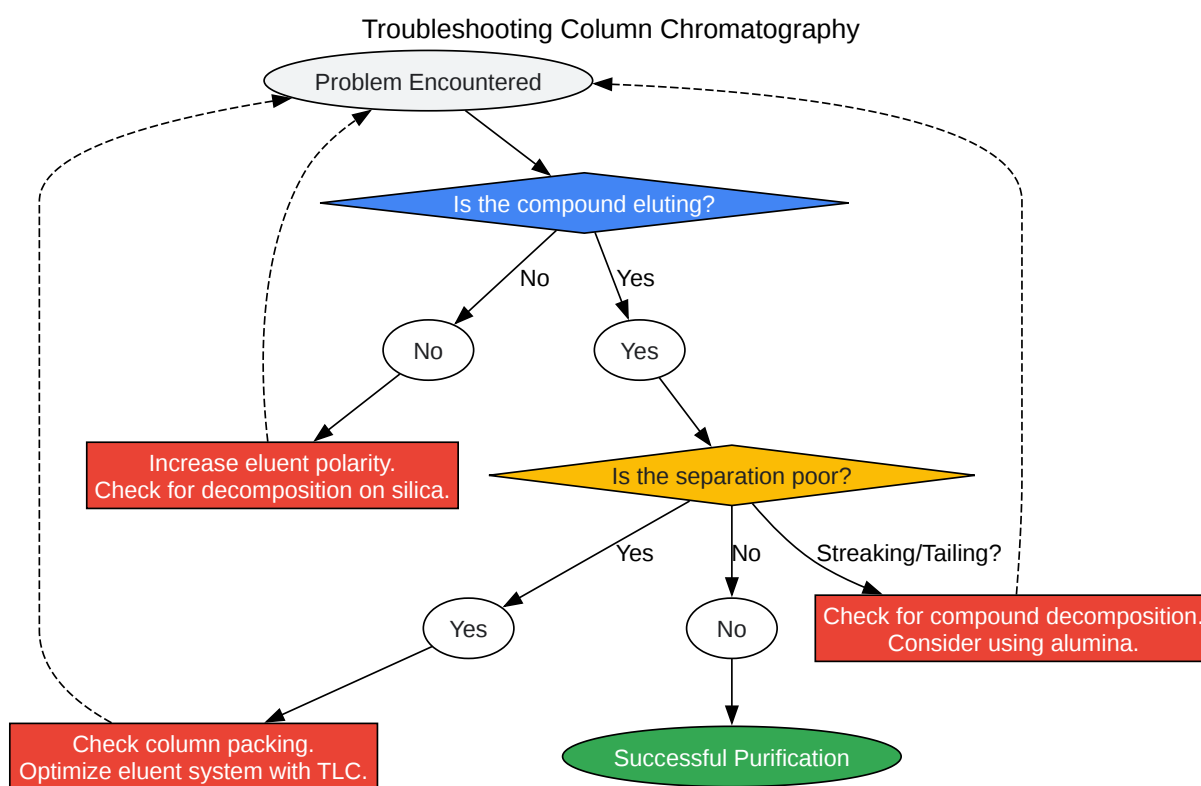 Troubleshooting Column Chromatography
Problem Encountered
Is the compound eluting?
No
Yes
No
Yes
Increase eluent polarity.
Check for decomposition on silica.
Is the separation poor?
Yes
No
Streaking/Tailing?
Yes
No
Check for compound decomposition.
Consider using alumina.
Check column packing.
Optimize eluent system with TLC.
Successful Purification